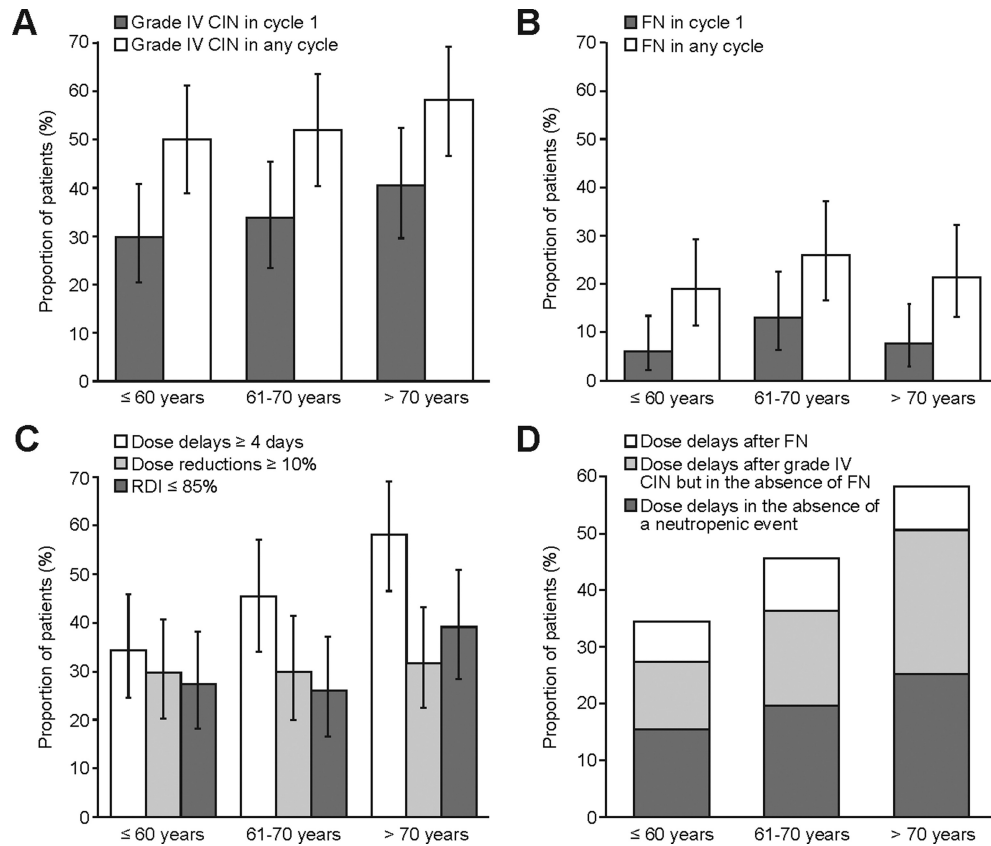 A
Grade IV CIN in cycle 1
Grade IV CIN in any cycle
Proportion of patients (%)
70
60
50
40
30
20
10
0
≤ 60 years
61-70 years
> 70 years
B
FN in cycle 1
FN in any cycle
Proportion of patients (%)
70
60
50
40
30
20
10
0
≤ 60 years
61-70 years
> 70 years
C
Dose delays ≥ 4 days
Dose reductions ≥ 10%
RDI ≤ 85%
Proportion of patients (%)
70
60
50
40
30
20
10
0
≤ 60 years
61-70 years
> 70 years
D
Dose delays after FN
Dose delays after grade IV
CIN but in the absence of FN
Dose delays in the absence of
a neutropenic event
Proportion of patients (%)
60
50
40
30
20
10
0
≤ 60 years
61-70 years
> 70 years